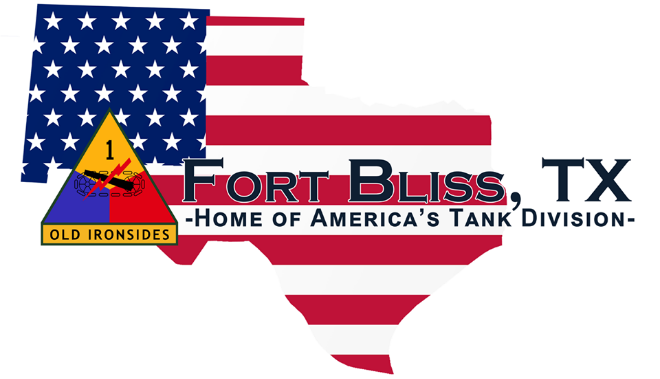 1
FORT BLISS, TX
-HOME OF AMERICA'S TANK DIVISION-
OLD IRONSIDES